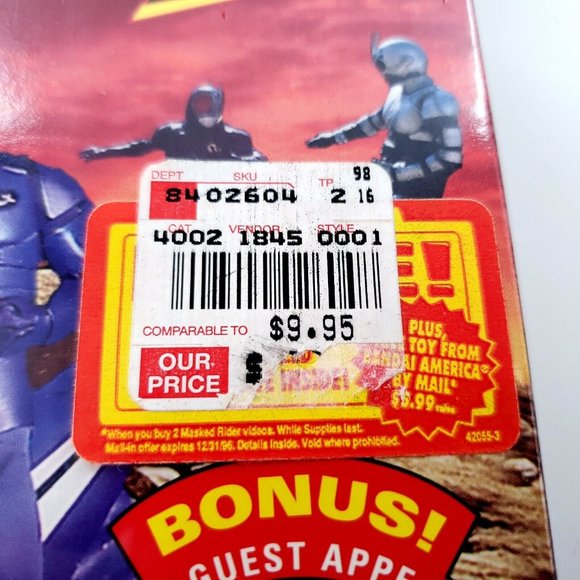 DEPT SKU TP 98
8402604 2 16
CAT VENDOR STYLE
4002 1845 0001
COMPARABLE TO $9.95
OUR PRICE $
E!
PLUS,
TOY FROM
BANDAI AMERICA®
BY MAIL*
$5.99 value
*When you buy 2 Masked Rider videos. While Supplies last.
Mail-in offer expires 12/31/96. Details Inside. Void where prohibited.
42055-3
BONUS!
GUEST APPE